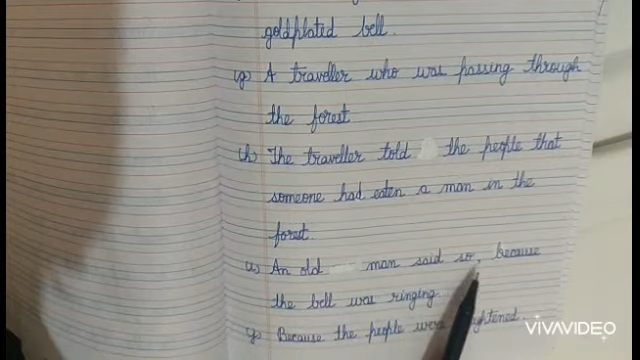 goldplated bell.
(g) A traveller who was passing through
the forest
(h) The traveller told the people that
someone had eaten a man in the
forest.
(i) An old man said so, because
the bell was ringing.
(j) Because the people were
VIVAVIDEO